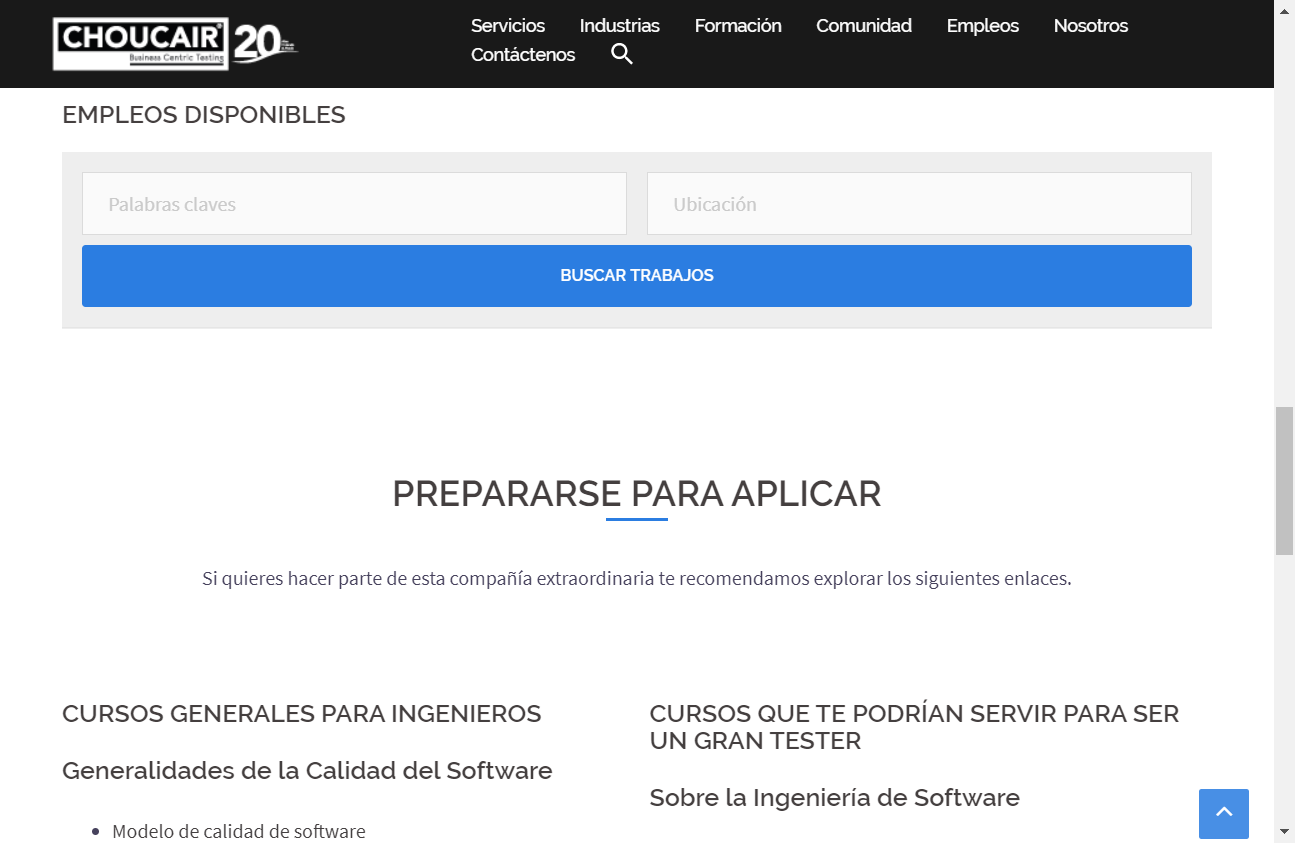 CHOUCAIR
Business Centric Testing
20
Servicios Industrias Formación Comunidad Empleos Nosotros
Contáctenos
EMPLEOS DISPONIBLES
Palabras claves Ubicación
BUSCAR TRABAJOS
PREPARARSE PARA APLICAR
Si quieres hacer parte de esta compañía extraordinaria te recomendamos explorar los siguientes enlaces.
CURSOS GENERALES PARA INGENIEROS
Generalidades de la Calidad del Software
Modelo de calidad de software
CURSOS QUE TE PODRÍAN SERVIR PARA SER
UN GRAN TESTER
Sobre la Ingeniería de Software